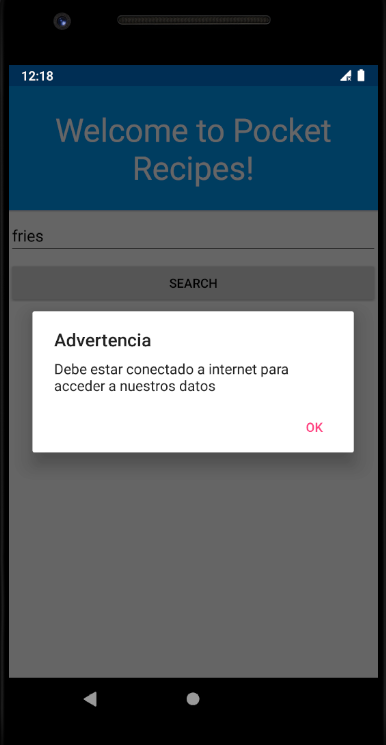 12:18
Welcome to Pocket
Recipes!
fries
SEARCH
Advertencia
Debe estar conectado a internet para
acceder a nuestros datos
OK